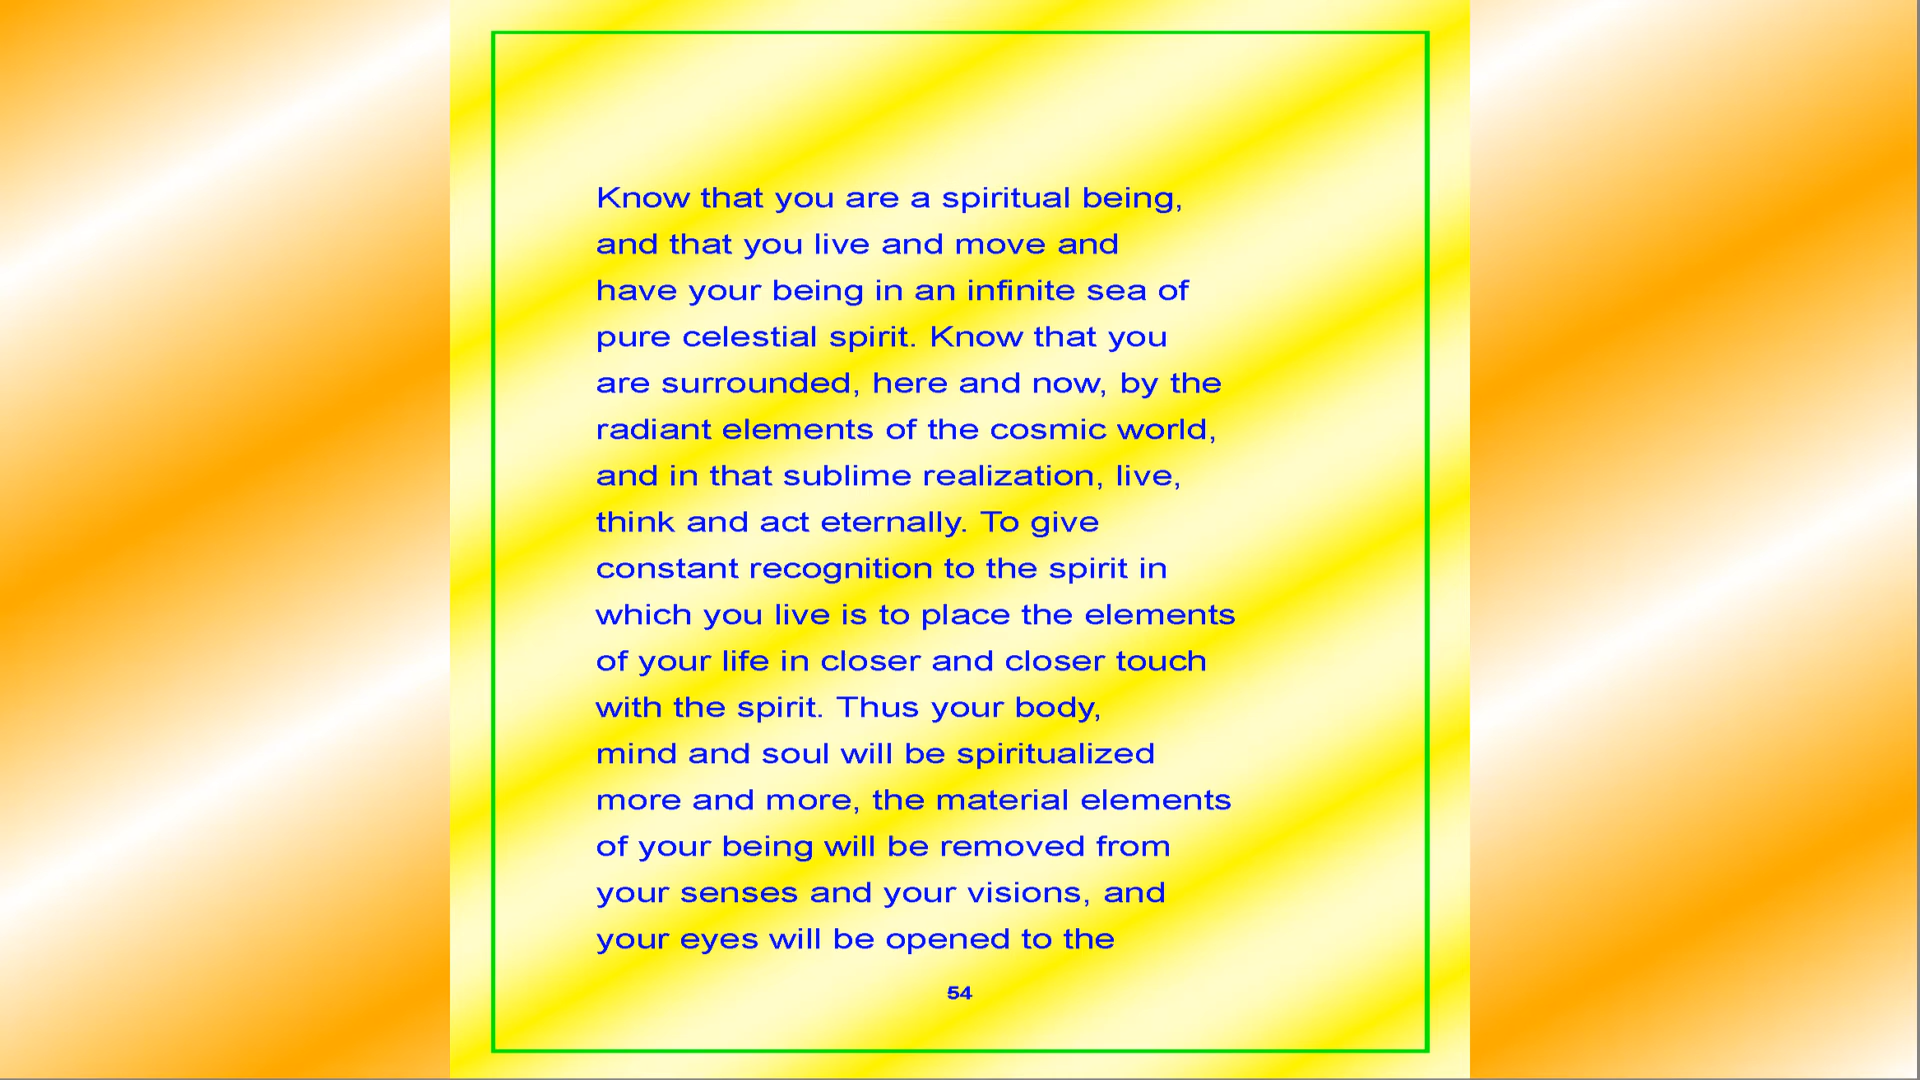 Know that you are a spiritual being,
and that you live and move and
have your being in an infinite sea of
pure celestial spirit. Know that you
are surrounded, here and now, by the
radiant elements of the cosmic world,
and in that sublime realization, live,
think and act eternally. To give
constant recognition to the spirit in
which you live is to place the elements
of your life in closer and closer touch
with the spirit. Thus your body,
mind and soul will be spiritualized
more and more, the material elements
of your being will be removed from
your senses and your visions, and
your eyes will be opened to the
54